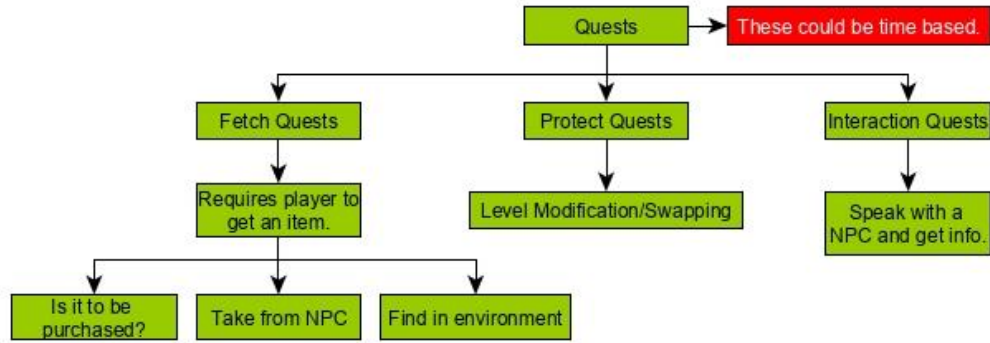 Quests
These could be time based.
Fetch Quests
Protect Quests
Interaction Quests
Requires player to
get an item.
Level Modification/Swapping
Speak with a
NPC and get info.
Is it to be
purchased?
Take from NPC
Find in environment